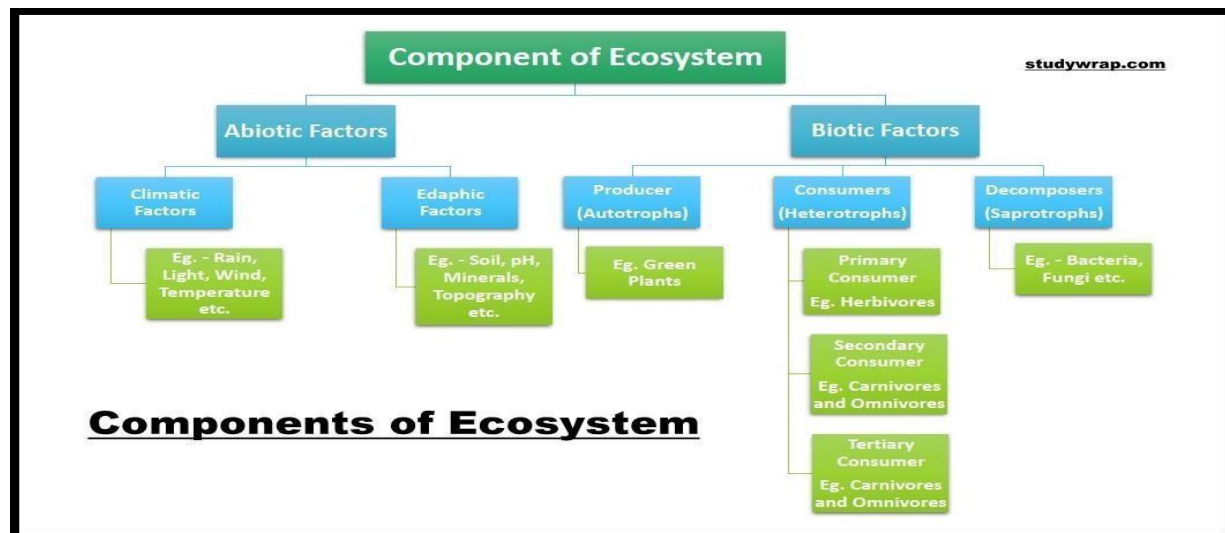 Component of Ecosystem
studywrap.com
Abiotic Factors
Biotic Factors
Climatic
Factors
Edaphic
Factors
Producer
(Autotrophs)
Consumers
(Heterotrophs)
Decomposers
(Saprotrophs)
Eg. - Rain,
Light, Wind,
Temperature
etc.
Eg. - Soil, pH,
Minerals,
Topography
etc.
Eg. Green
Plants
Primary
Consumer
Eg. Herbivores
Eg. - Bacteria,
Fungi etc.
Secondary
Consumer
Eg. Carnivores
and Omnivores
Tertiary
Consumer
Eg. Carnivores
and Omnivores
Components of Ecosystem